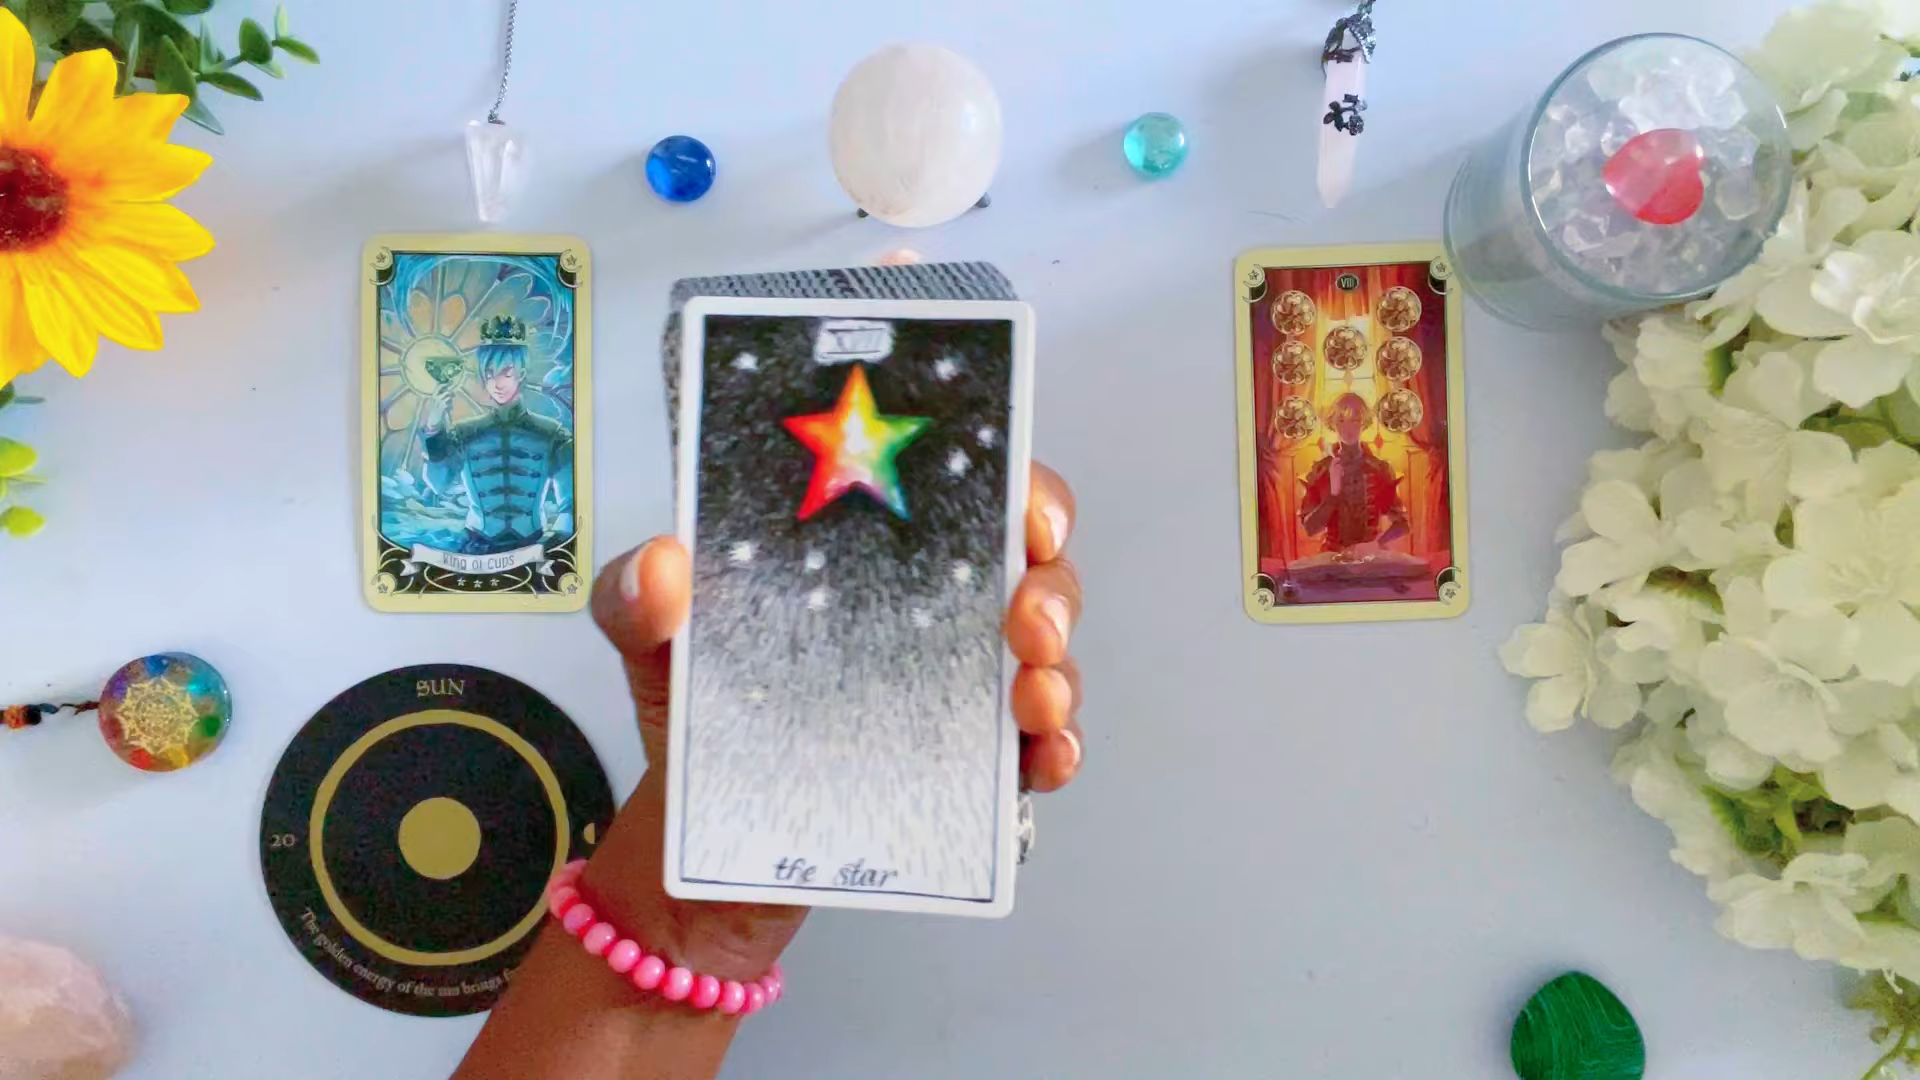 King of Cups
VIII
XVII
the star
SUN
20
The golden energy of the sun brings